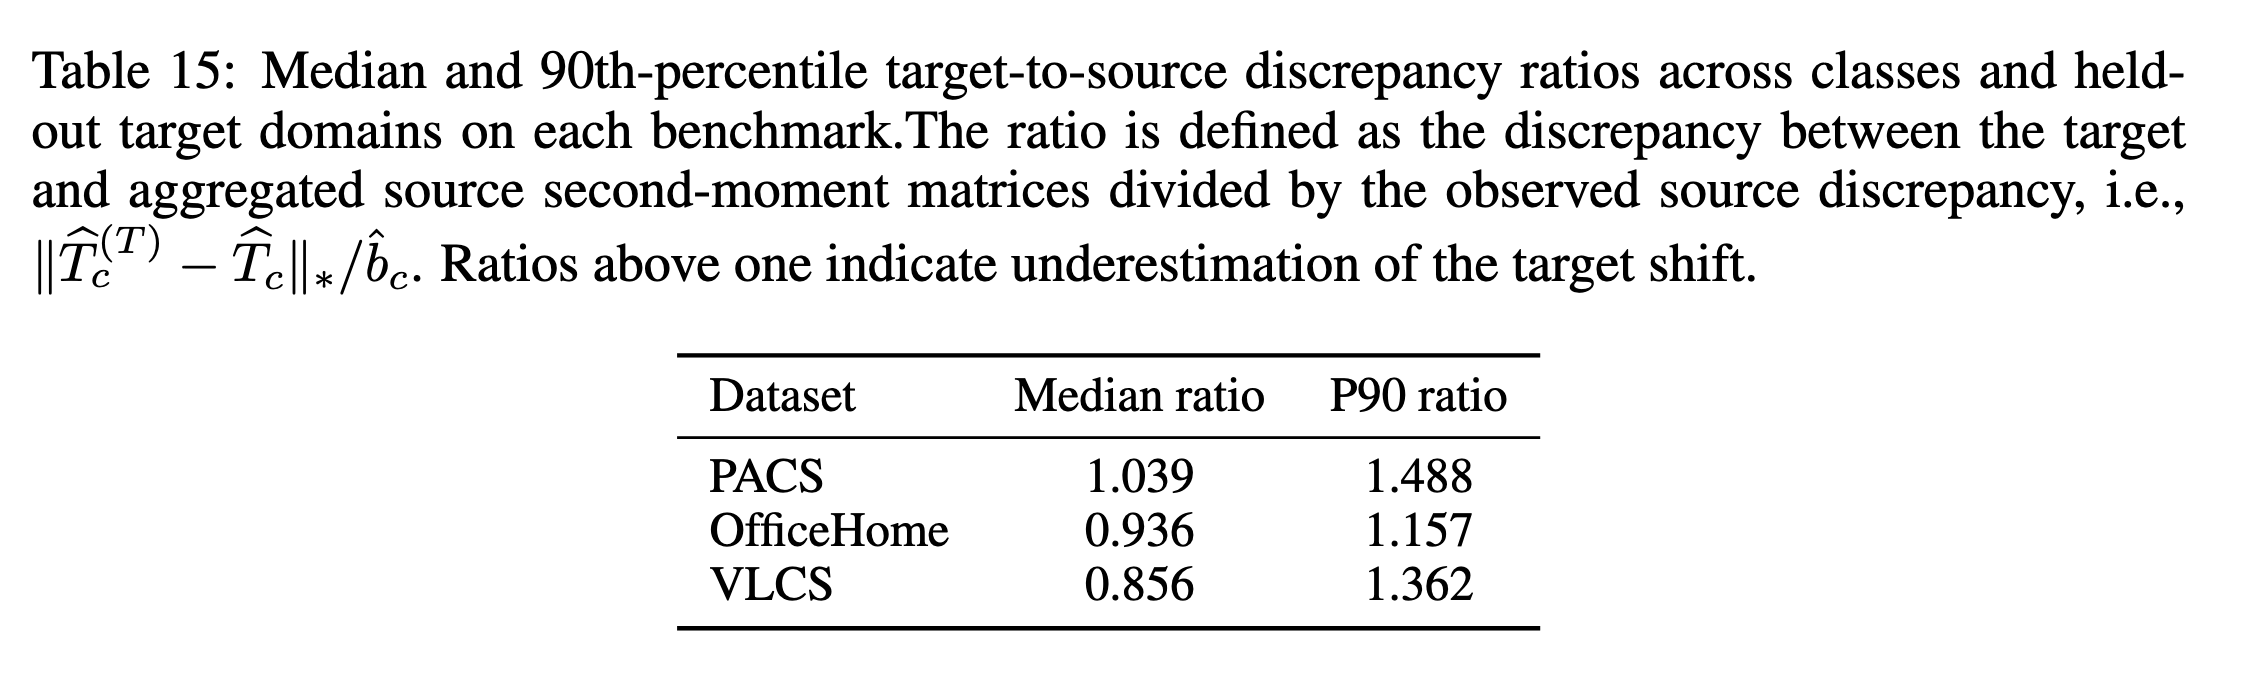 Table 15: Median and 90th-percentile target-to-source discrepancy ratios across classes and held-
out target domains on each benchmark.The ratio is defined as the discrepancy between the target
and aggregated source second-moment matrices divided by the observed source discrepancy, i.e.,
‖T̂_c^(T) − T̂_c‖_*/b̂_c. Ratios above one indicate underestimation of the target shift.
Dataset Median ratio P90 ratio
PACS 1.039 1.488
OfficeHome 0.936 1.157
VLCS 0.856 1.362